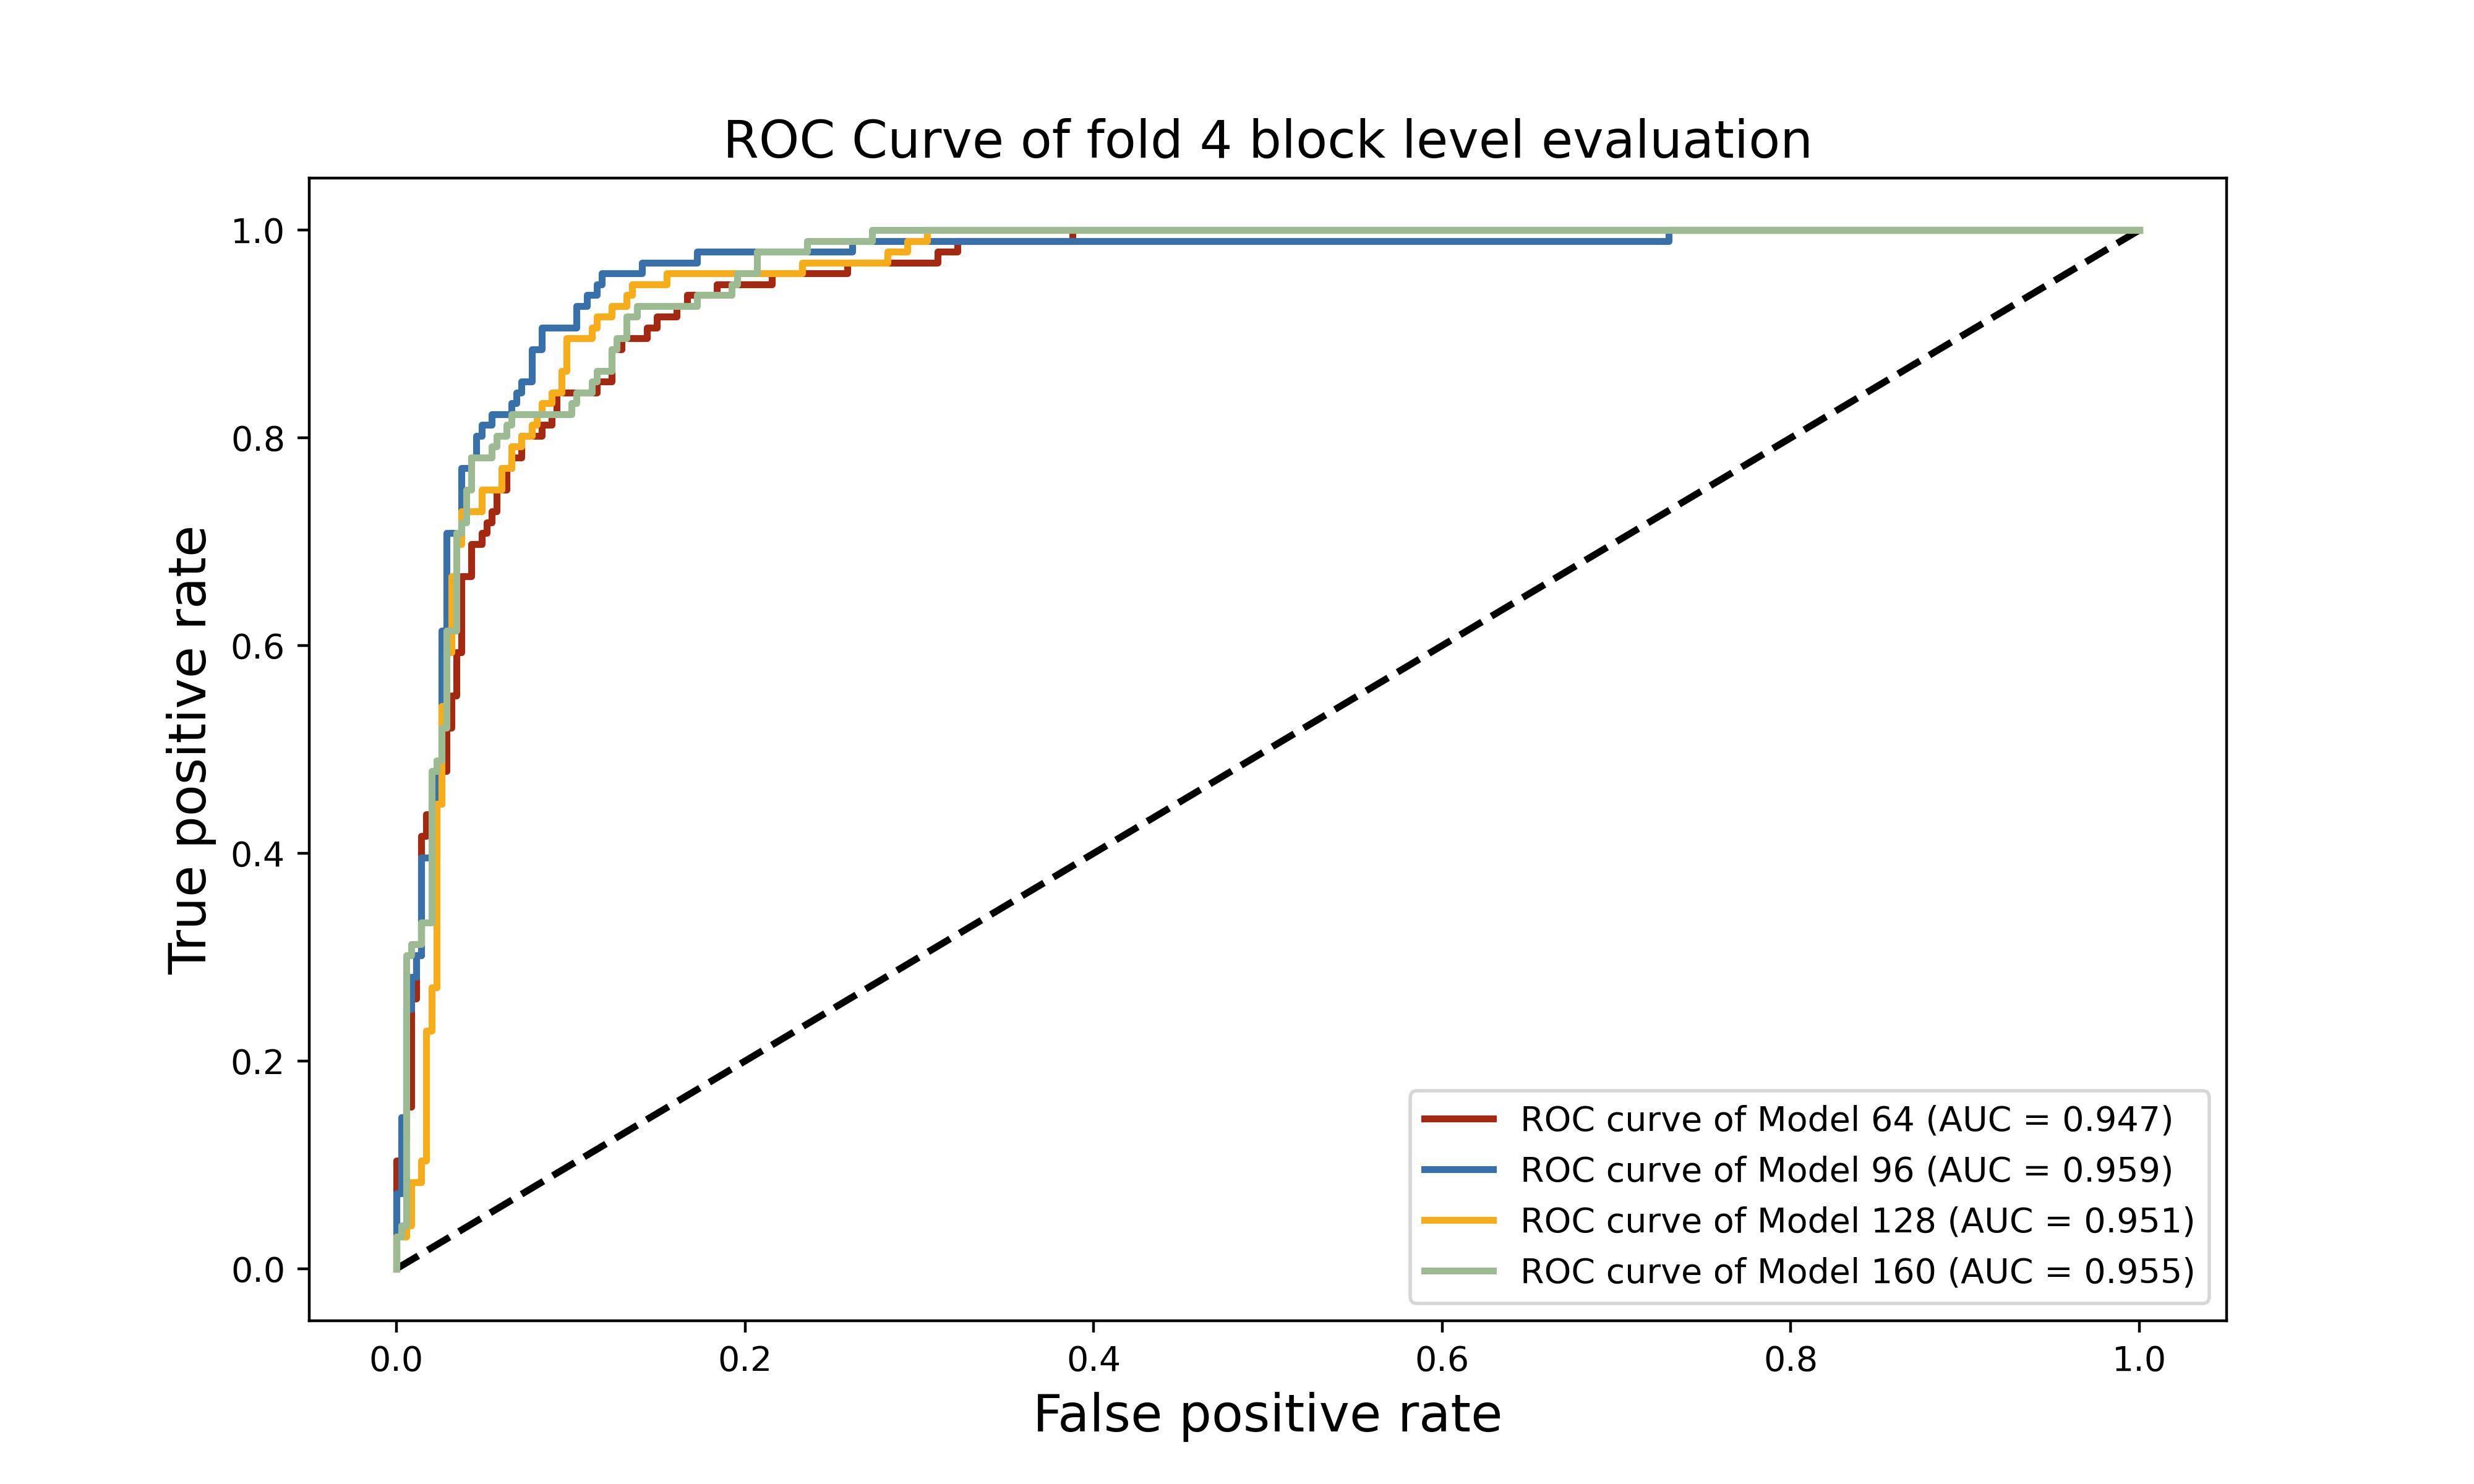 ROC Curve of fold 4 block level evaluation
True positive rate
1.0
0.8
0.6
0.4
0.2
0.0
ROC curve of Model 64 (AUC = 0.947)
ROC curve of Model 96 (AUC = 0.959)
ROC curve of Model 128 (AUC = 0.951)
ROC curve of Model 160 (AUC = 0.955)
0.0 0.2 0.4 0.6 0.8 1.0
False positive rate